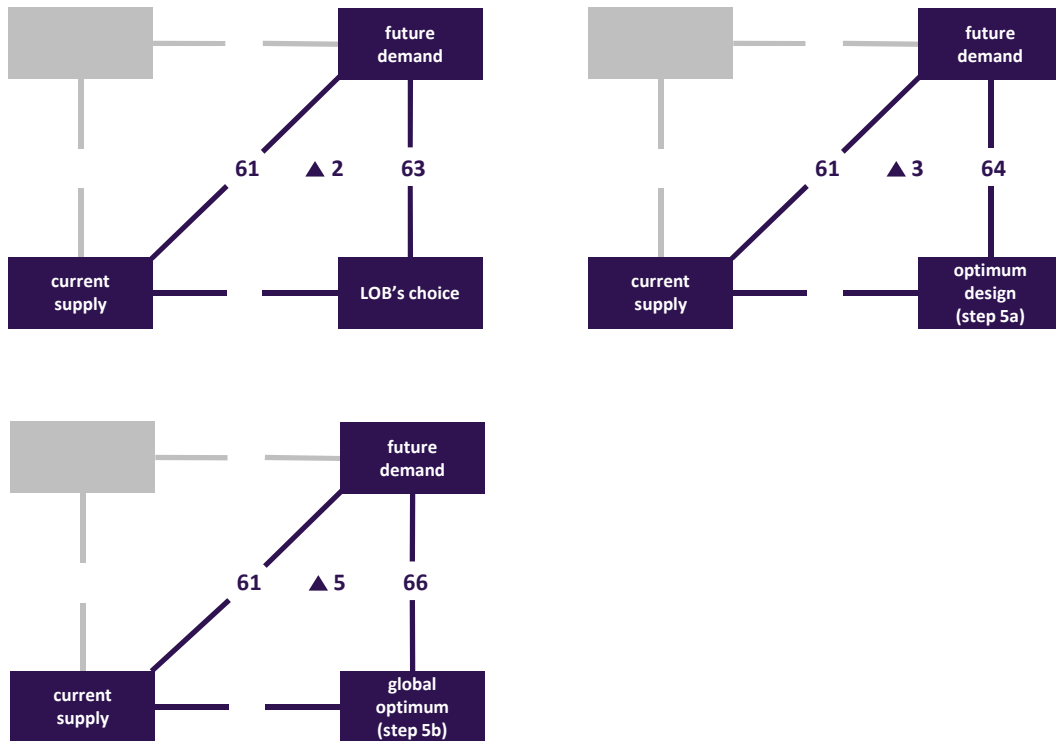 future
demand
61
▲ 2
63
current
supply
LOB’s choice
future
demand
61
▲ 3
64
current
supply
optimum
design
(step 5a)
future
demand
61
▲ 5
66
current
supply
global
optimum
(step 5b)